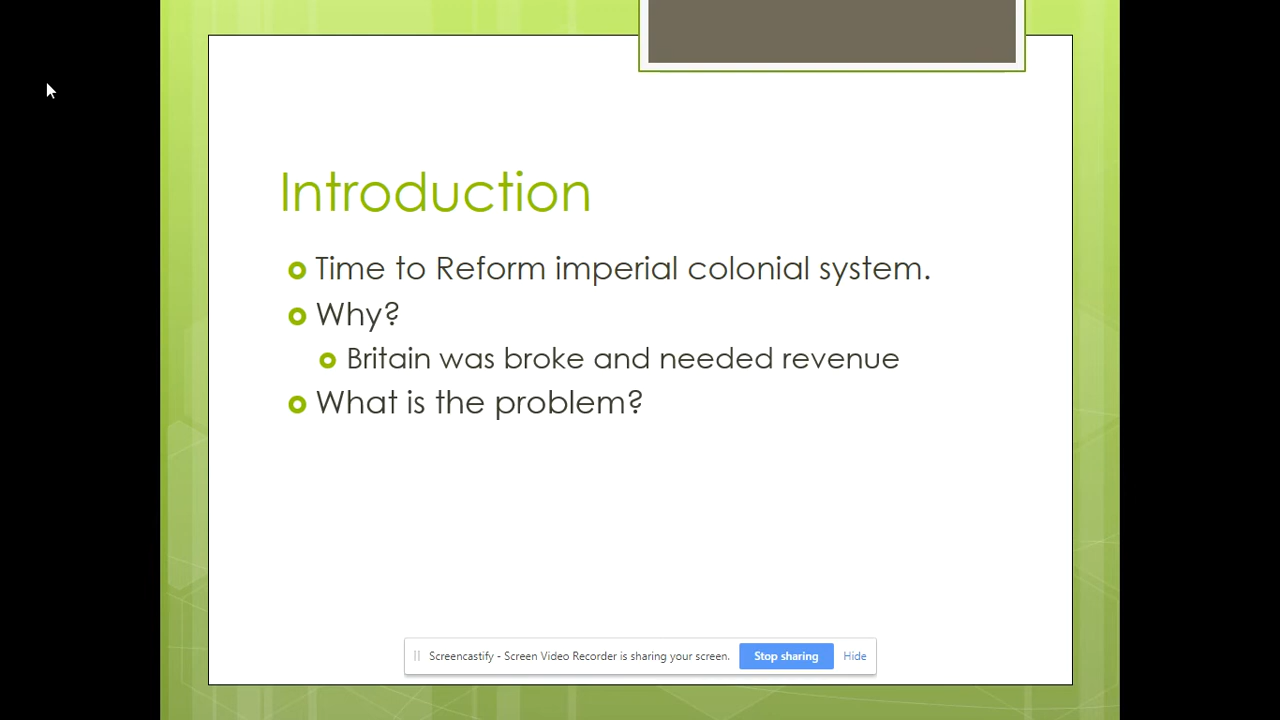 Introduction
Time to Reform imperial colonial system.
Why?
Britain was broke and needed revenue
What is the problem?
Screencastify - Screen Video Recorder is sharing your screen. Stop sharing Hide